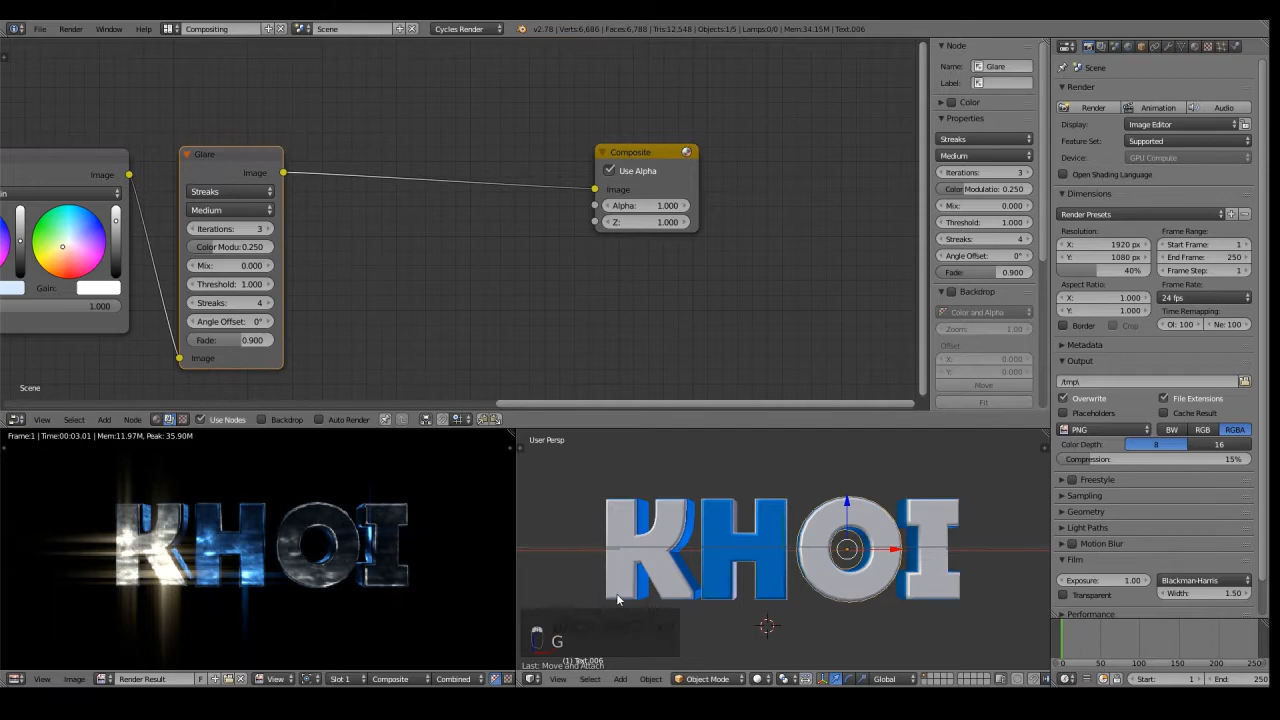 File Render Window Help Compositing Scene Cycles Render v2.78 | Verts:6,686 | Faces:6,788 | Tris:12,548 | Objects:1/5 | Lamps:0/0 | Mem:34.15M | Text.006
Image
Gain:
1.000
Glare
Image
Streaks
Medium
Iterations: 3
Color Modu: 0.250
Mix: 0.000
Threshold: 1.000
Streaks: 4
Angle Offset: 0°
Fade: 0.900
Image
Composite
Use Alpha
Image
Alpha: 1.000
Z: 1.000
Scene
View Select Add Node Use Nodes Backdrop Auto Render
Node
Name: Glare
Label:
Color
Properties
Streaks
Medium
Iterations: 3
Color Modulatio: 0.250
Mix: 0.000
Threshold: 1.000
Streaks: 4
Angle Offset: 0°
Fade: 0.900
Backdrop
Color and Alpha
Zoom: 1.00
Offset
X: 0.000
Y: 0.000
Move
Fit
Scene
Render
Render Animation Audio
Display: Image Editor
Feature Set: Supported
Device: GPU Compute
Open Shading Language
Dimensions
Render Presets
Resolution: Frame Range:
X: 1920 px Start Frame: 1
Y: 1080 px End Frame: 250
40% Frame Step: 1
Aspect Ratio: Frame Rate:
X: 1.000 24 fps
Y: 1.000 Time Remapping:
Border Crop Ol: 100 Ne: 100
Metadata
Output
/tmp\
Overwrite File Extensions
Placeholders Cache Result
PNG BW RGB RGBA
Color Depth: 8 16
Compression: 15%
Freestyle
Sampling
Geometry
Light Paths
Motion Blur
Film
Exposure: 1.00 Blackman-Harris
Transparent Width: 1.50
Performance
Frame:1 | Time:00:03.01 | Mem:11.97M, Peak: 35.90M
KHOI
View Image Render Result F View Slot 1 Composite Combined
User Persp
KHOI
G
(1) Text.006
Last: Move and Attach
View Select Add Object Object Mode Global
0 50 100 150 200 250
Start: 1 End: 250